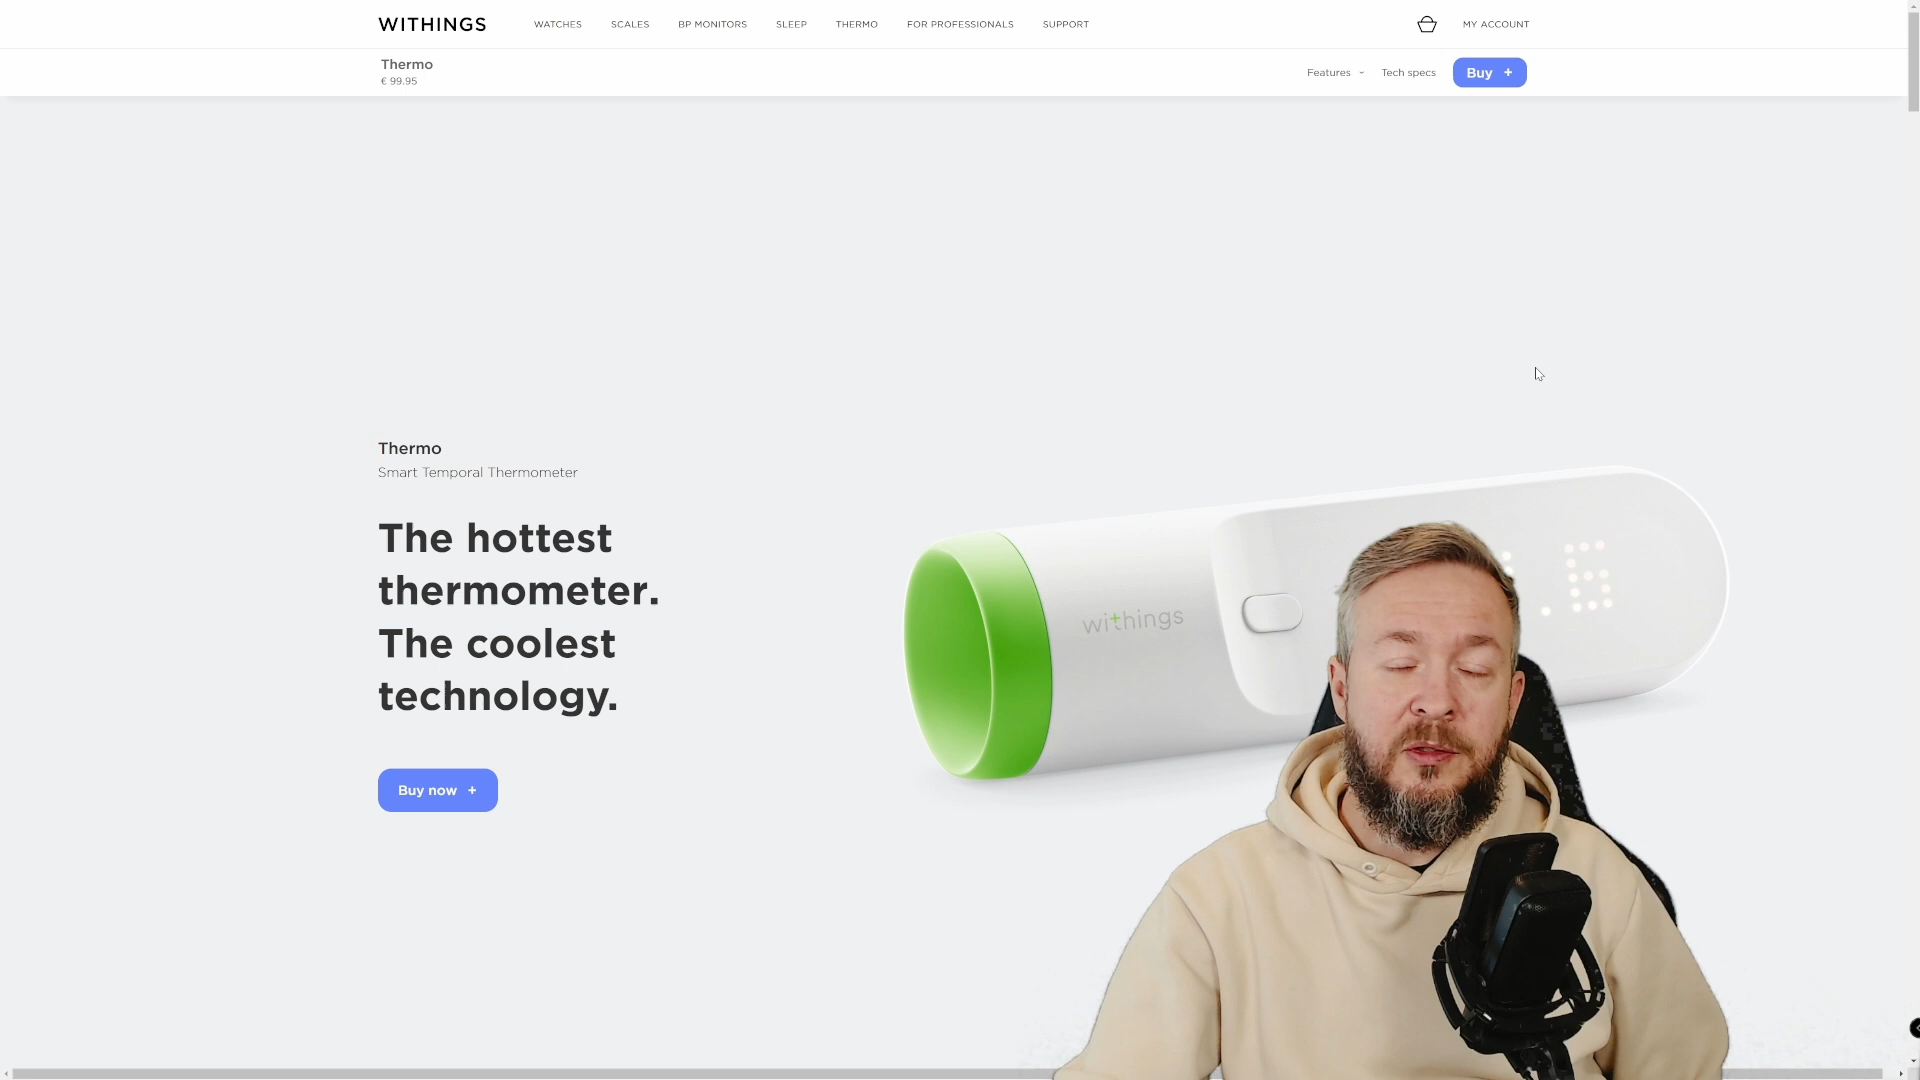 WITHINGS
WATCHES SCALES BP MONITORS SLEEP THERMO FOR PROFESSIONALS SUPPORT MY ACCOUNT
Thermo
€ 99.95
Features Tech specs Buy +
Thermo
Smart Temporal Thermometer
The hottest
thermometer.
The coolest
technology.
Buy now +
withings